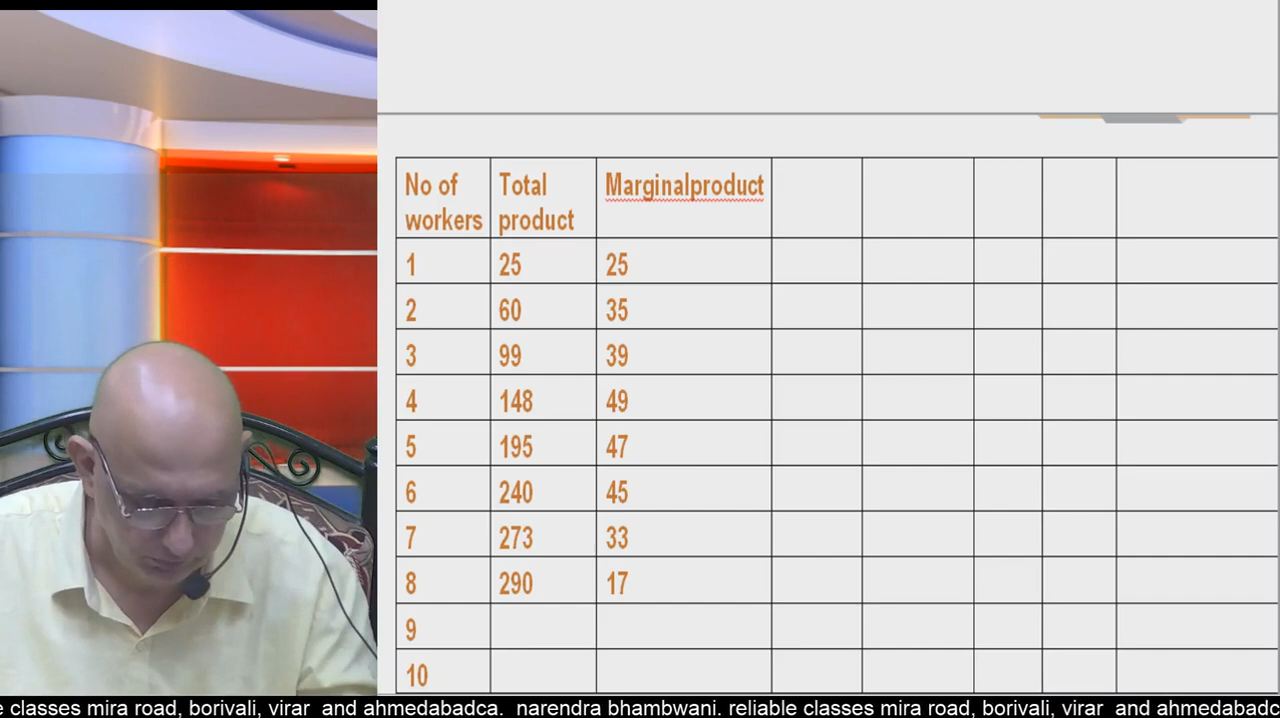 No of workers Total product Marginalproduct
1 25 25
2 60 35
3 99 39
4 148 49
5 195 47
6 240 45
7 273 33
8 290 17
9
10
e classes mira road, borivali, virar and ahmedabadca. narendra bhambwani. reliable classes mira road, borivali, virar and ahmedabadc